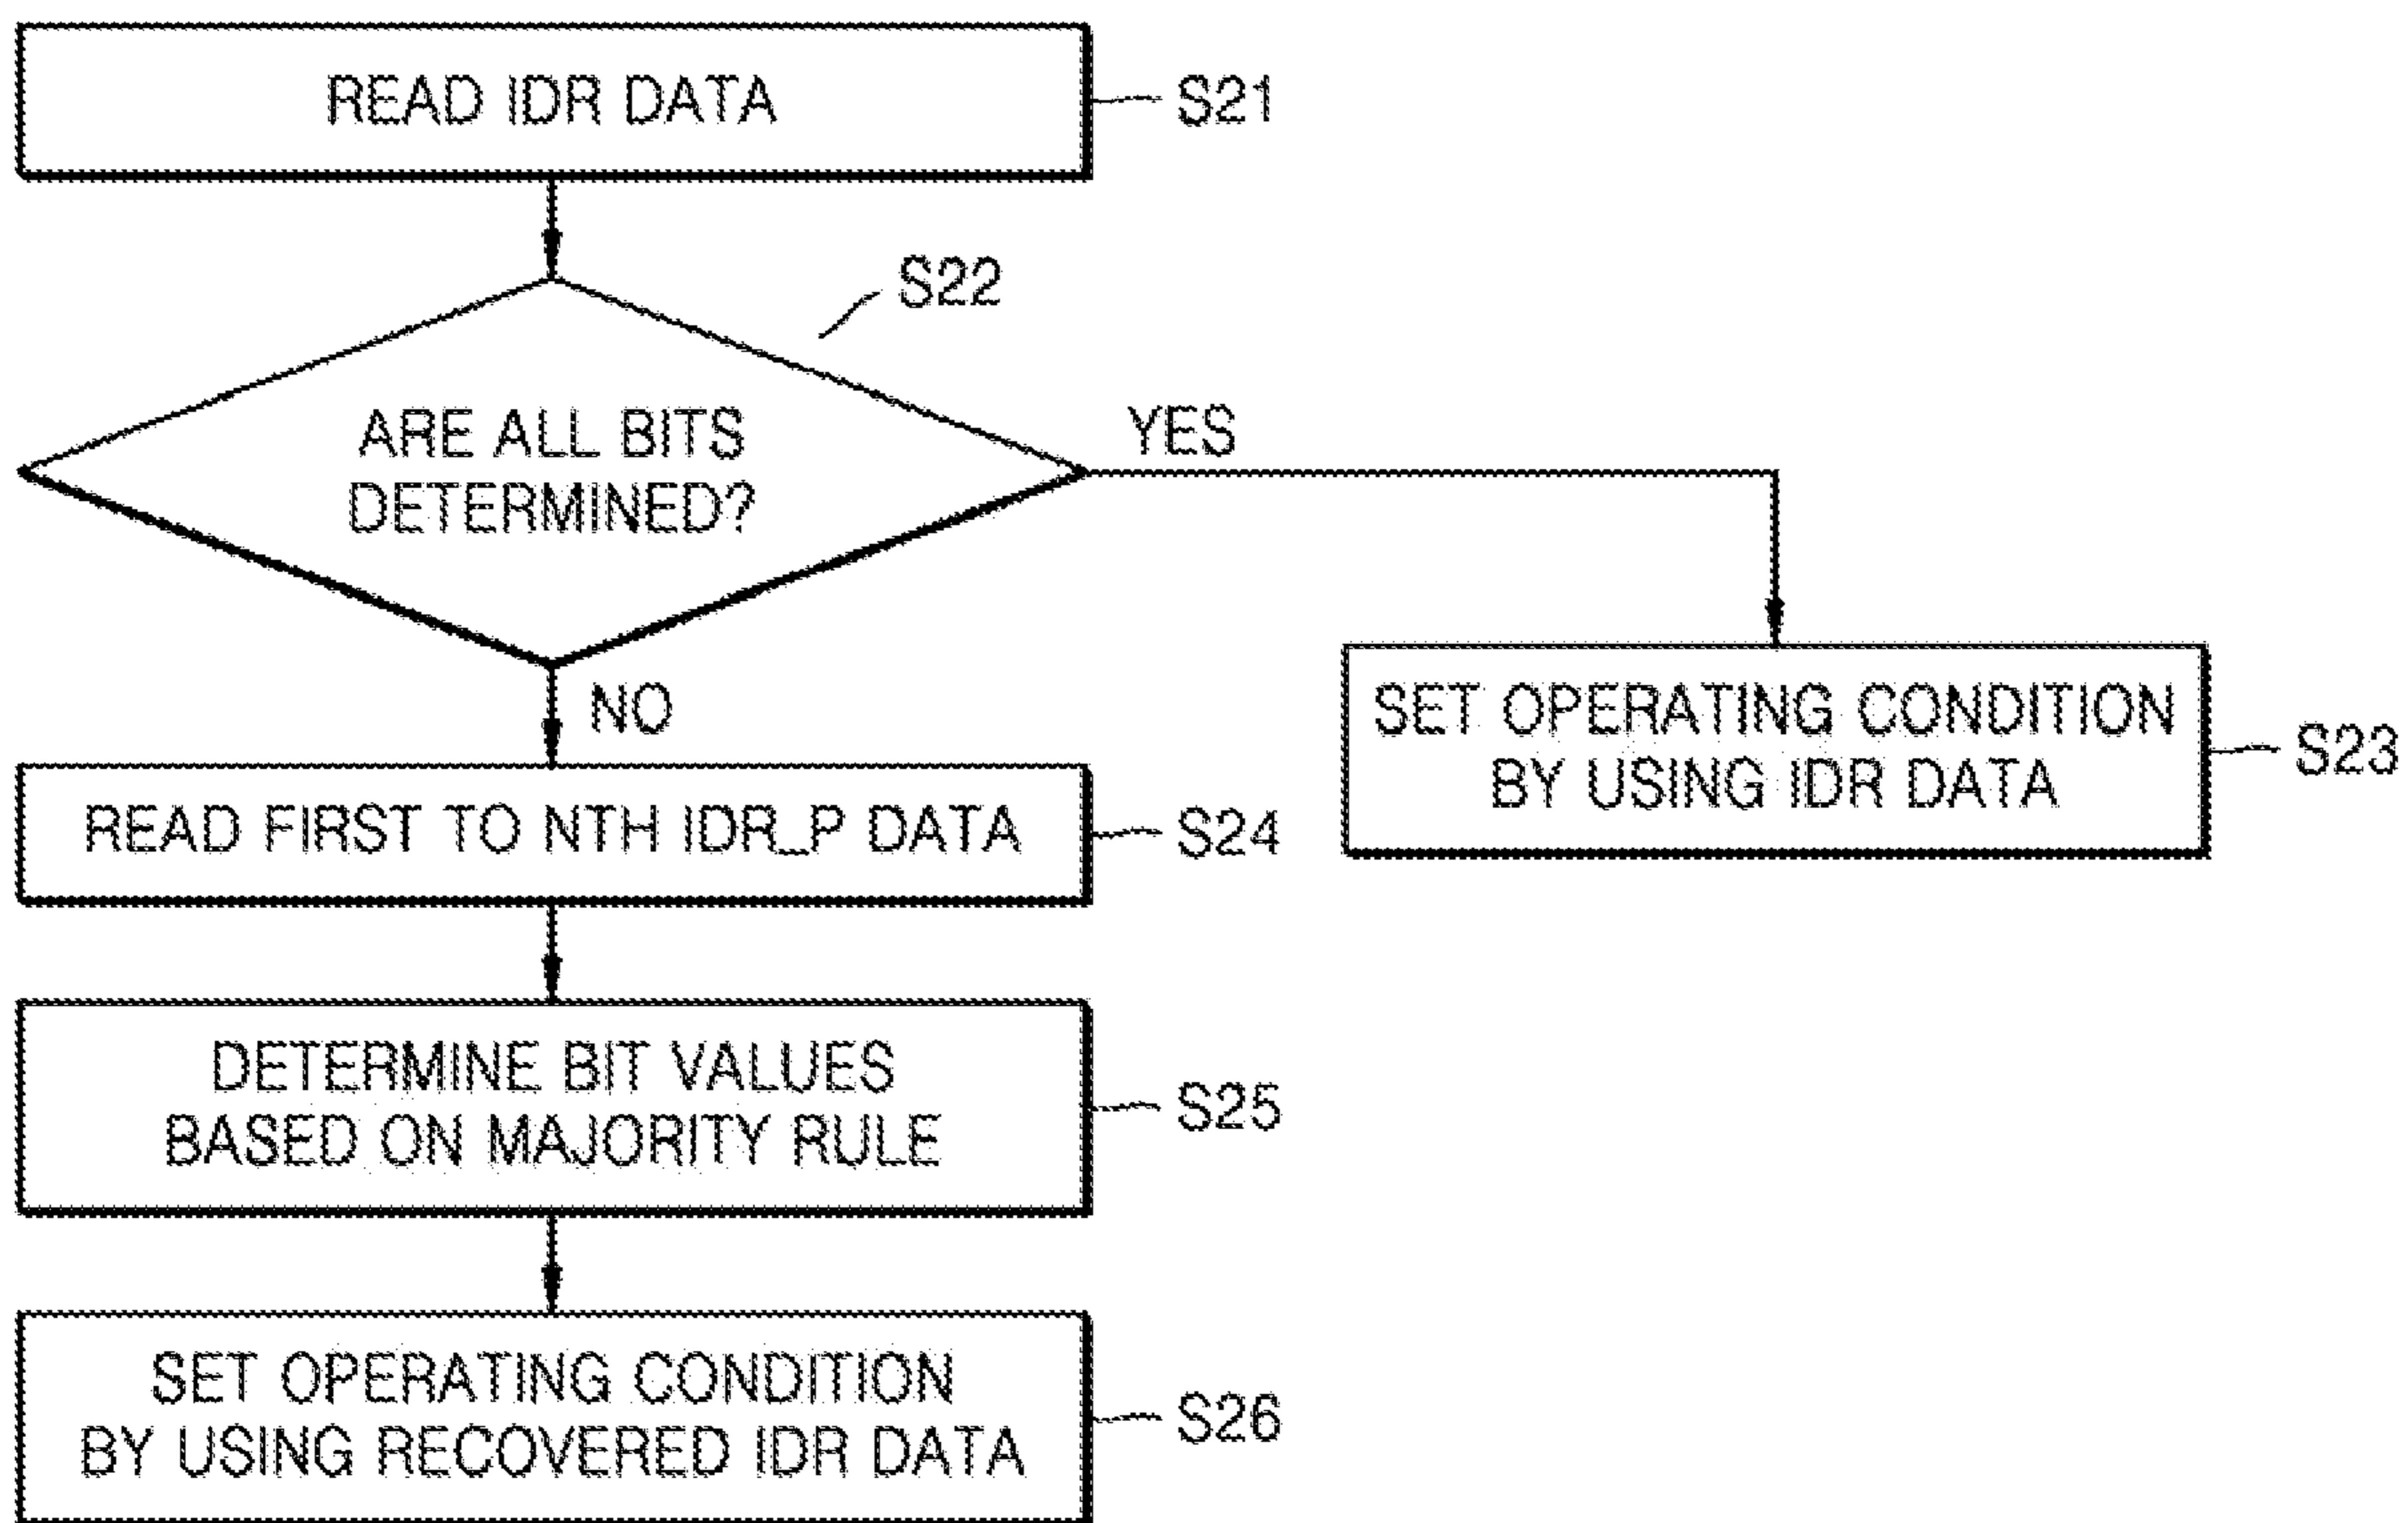 READ IDR DATA
S21
S22
ARE ALL BITS
DETERMINED?
YES
NO
SET OPERATING CONDITION
BY USING IDR DATA
S23
READ FIRST TO NTH IDR_P DATA
S24
DETERMINE BIT VALUES
BASED ON MAJORITY RULE
S25
SET OPERATING CONDITION
BY USING RECOVERED IDR DATA
S26